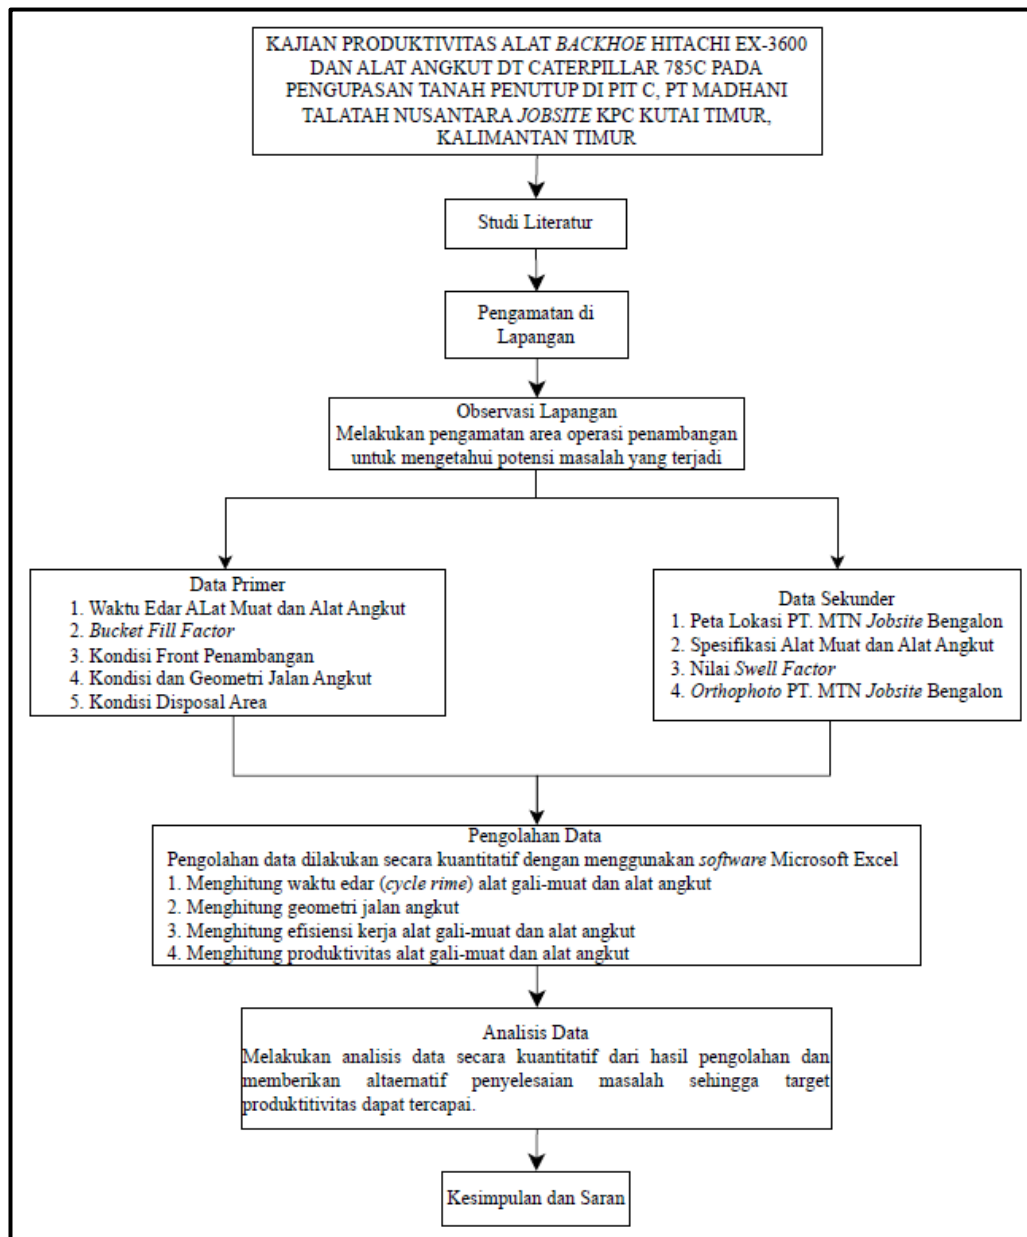 KAJIAN PRODUKTIVITAS ALAT BACKHOE HITACHI EX-3600
DAN ALAT ANGKUT DT CATERPILLAR 785C PADA
PENGUPASAN TANAH PENUTUP DI PIT C, PT MADHANI
TALATAH NUSANTARA JOBSITE KPC KUTAI TIMUR,
KALIMANTAN TIMUR
Studi Literatur
Pengamatan di
Lapangan
Observasi Lapangan
Melakukan pengamatan area operasi penambangan
untuk mengetahui potensi masalah yang terjadi
Data Primer
1. Waktu Edar ALat Muat dan Alat Angkut
2. Bucket Fill Factor
3. Kondisi Front Penambangan
4. Kondisi dan Geometri Jalan Angkut
5. Kondisi Disposal Area
Data Sekunder
1. Peta Lokasi PT. MTN Jobsite Bengalon
2. Spesifikasi Alat Muat dan Alat Angkut
3. Nilai Swell Factor
4. Orthophoto PT. MTN Jobsite Bengalon
Pengolahan Data
Pengolahan data dilakukan secara kuantitatif dengan menggunakan software Microsoft Excel
1. Menghitung waktu edar (cycle rime) alat gali-muat dan alat angkut
2. Menghitung geometri jalan angkut
3. Menghitung efisiensi kerja alat gali-muat dan alat angkut
4. Menghitung produktivitas alat gali-muat dan alat angkut
Analisis Data
Melakukan analisis data secara kuantitatif dari hasil pengolahan dan
memberikan altaernatif penyelesaian masalah sehingga target
produktitivitas dapat tercapai.
Kesimpulan dan Saran